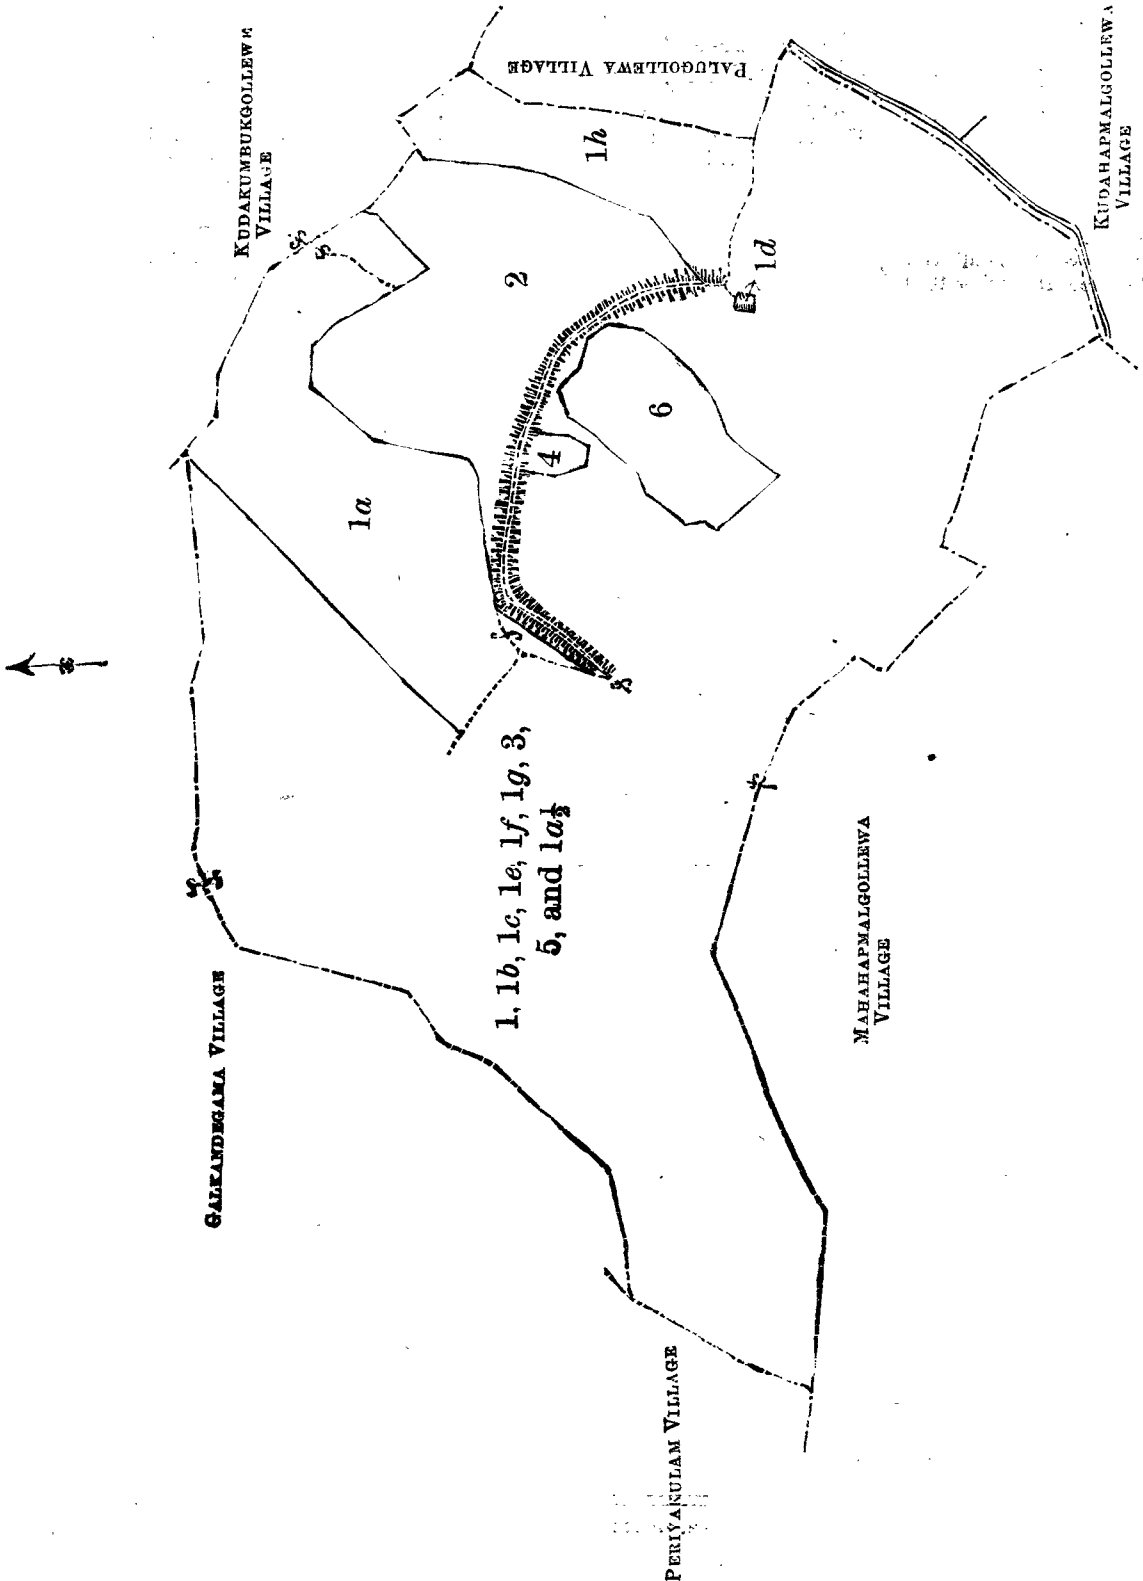 KUDAKUMBUKGOLLEWE
VILLAGE
PALUGOLLEWA VILLAGE
KUDAHAPMALGOLLEWA
VILLAGE
1h
2
1d
1a
4
6
1, 1b, 1c, 1e, 1f, 1g, 3,
5, and 1a½
GALKANDEGAMA VILLAGE
MAHAHAPMALGOLLEWA
VILLAGE
PERIYAKULAM VILLAGE